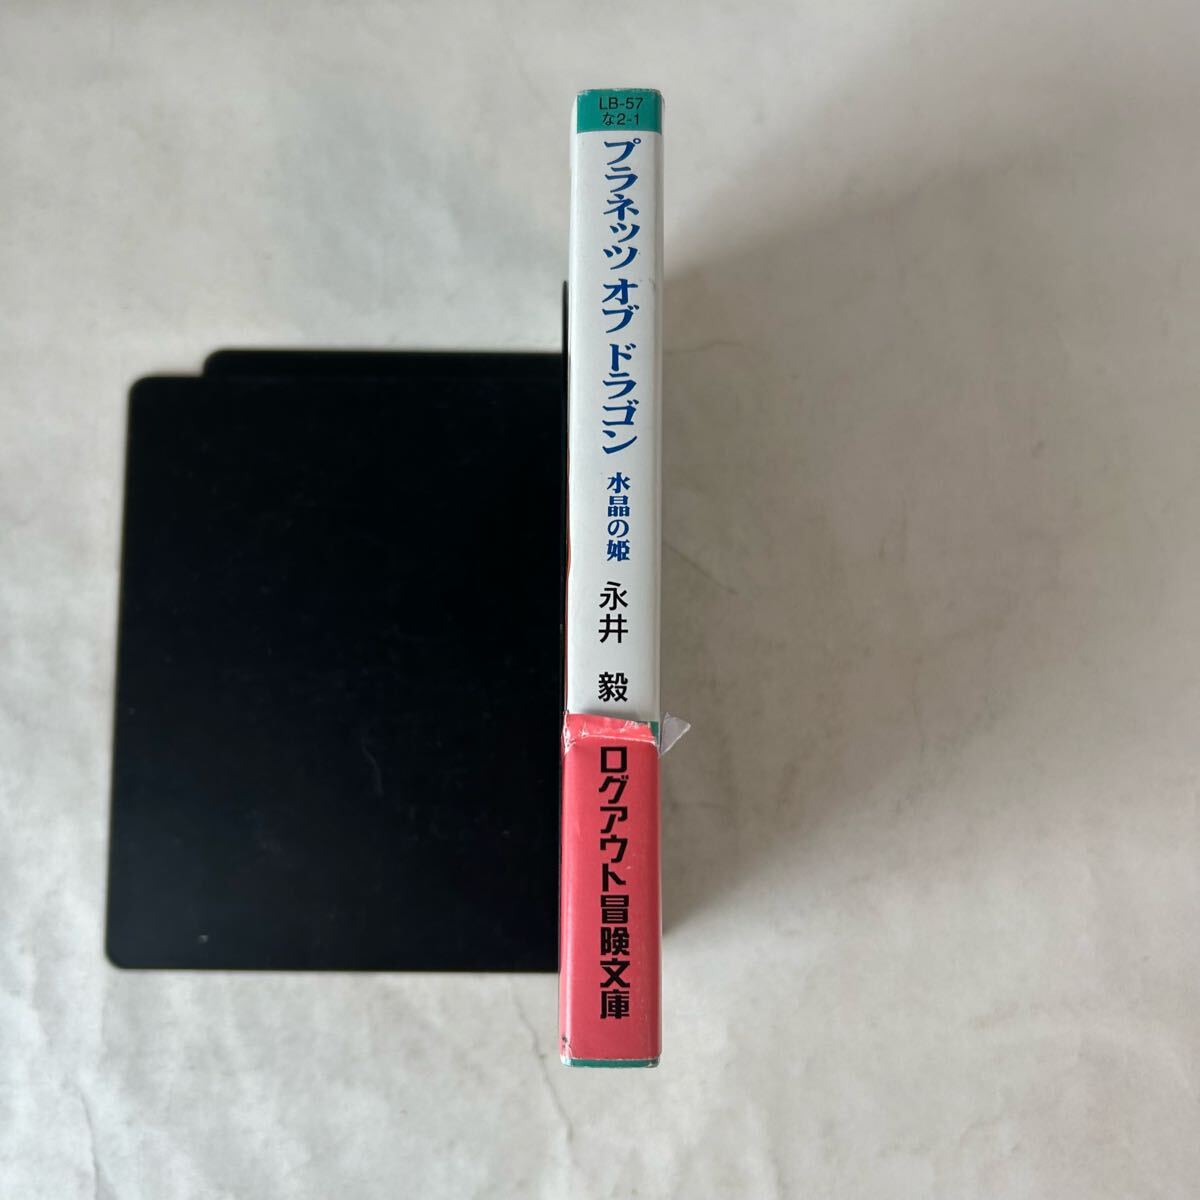 LB-57
な2-1
プラネッツ オブ ドラゴン
水晶の姫
永井 毅
ログアウト冒険文庫